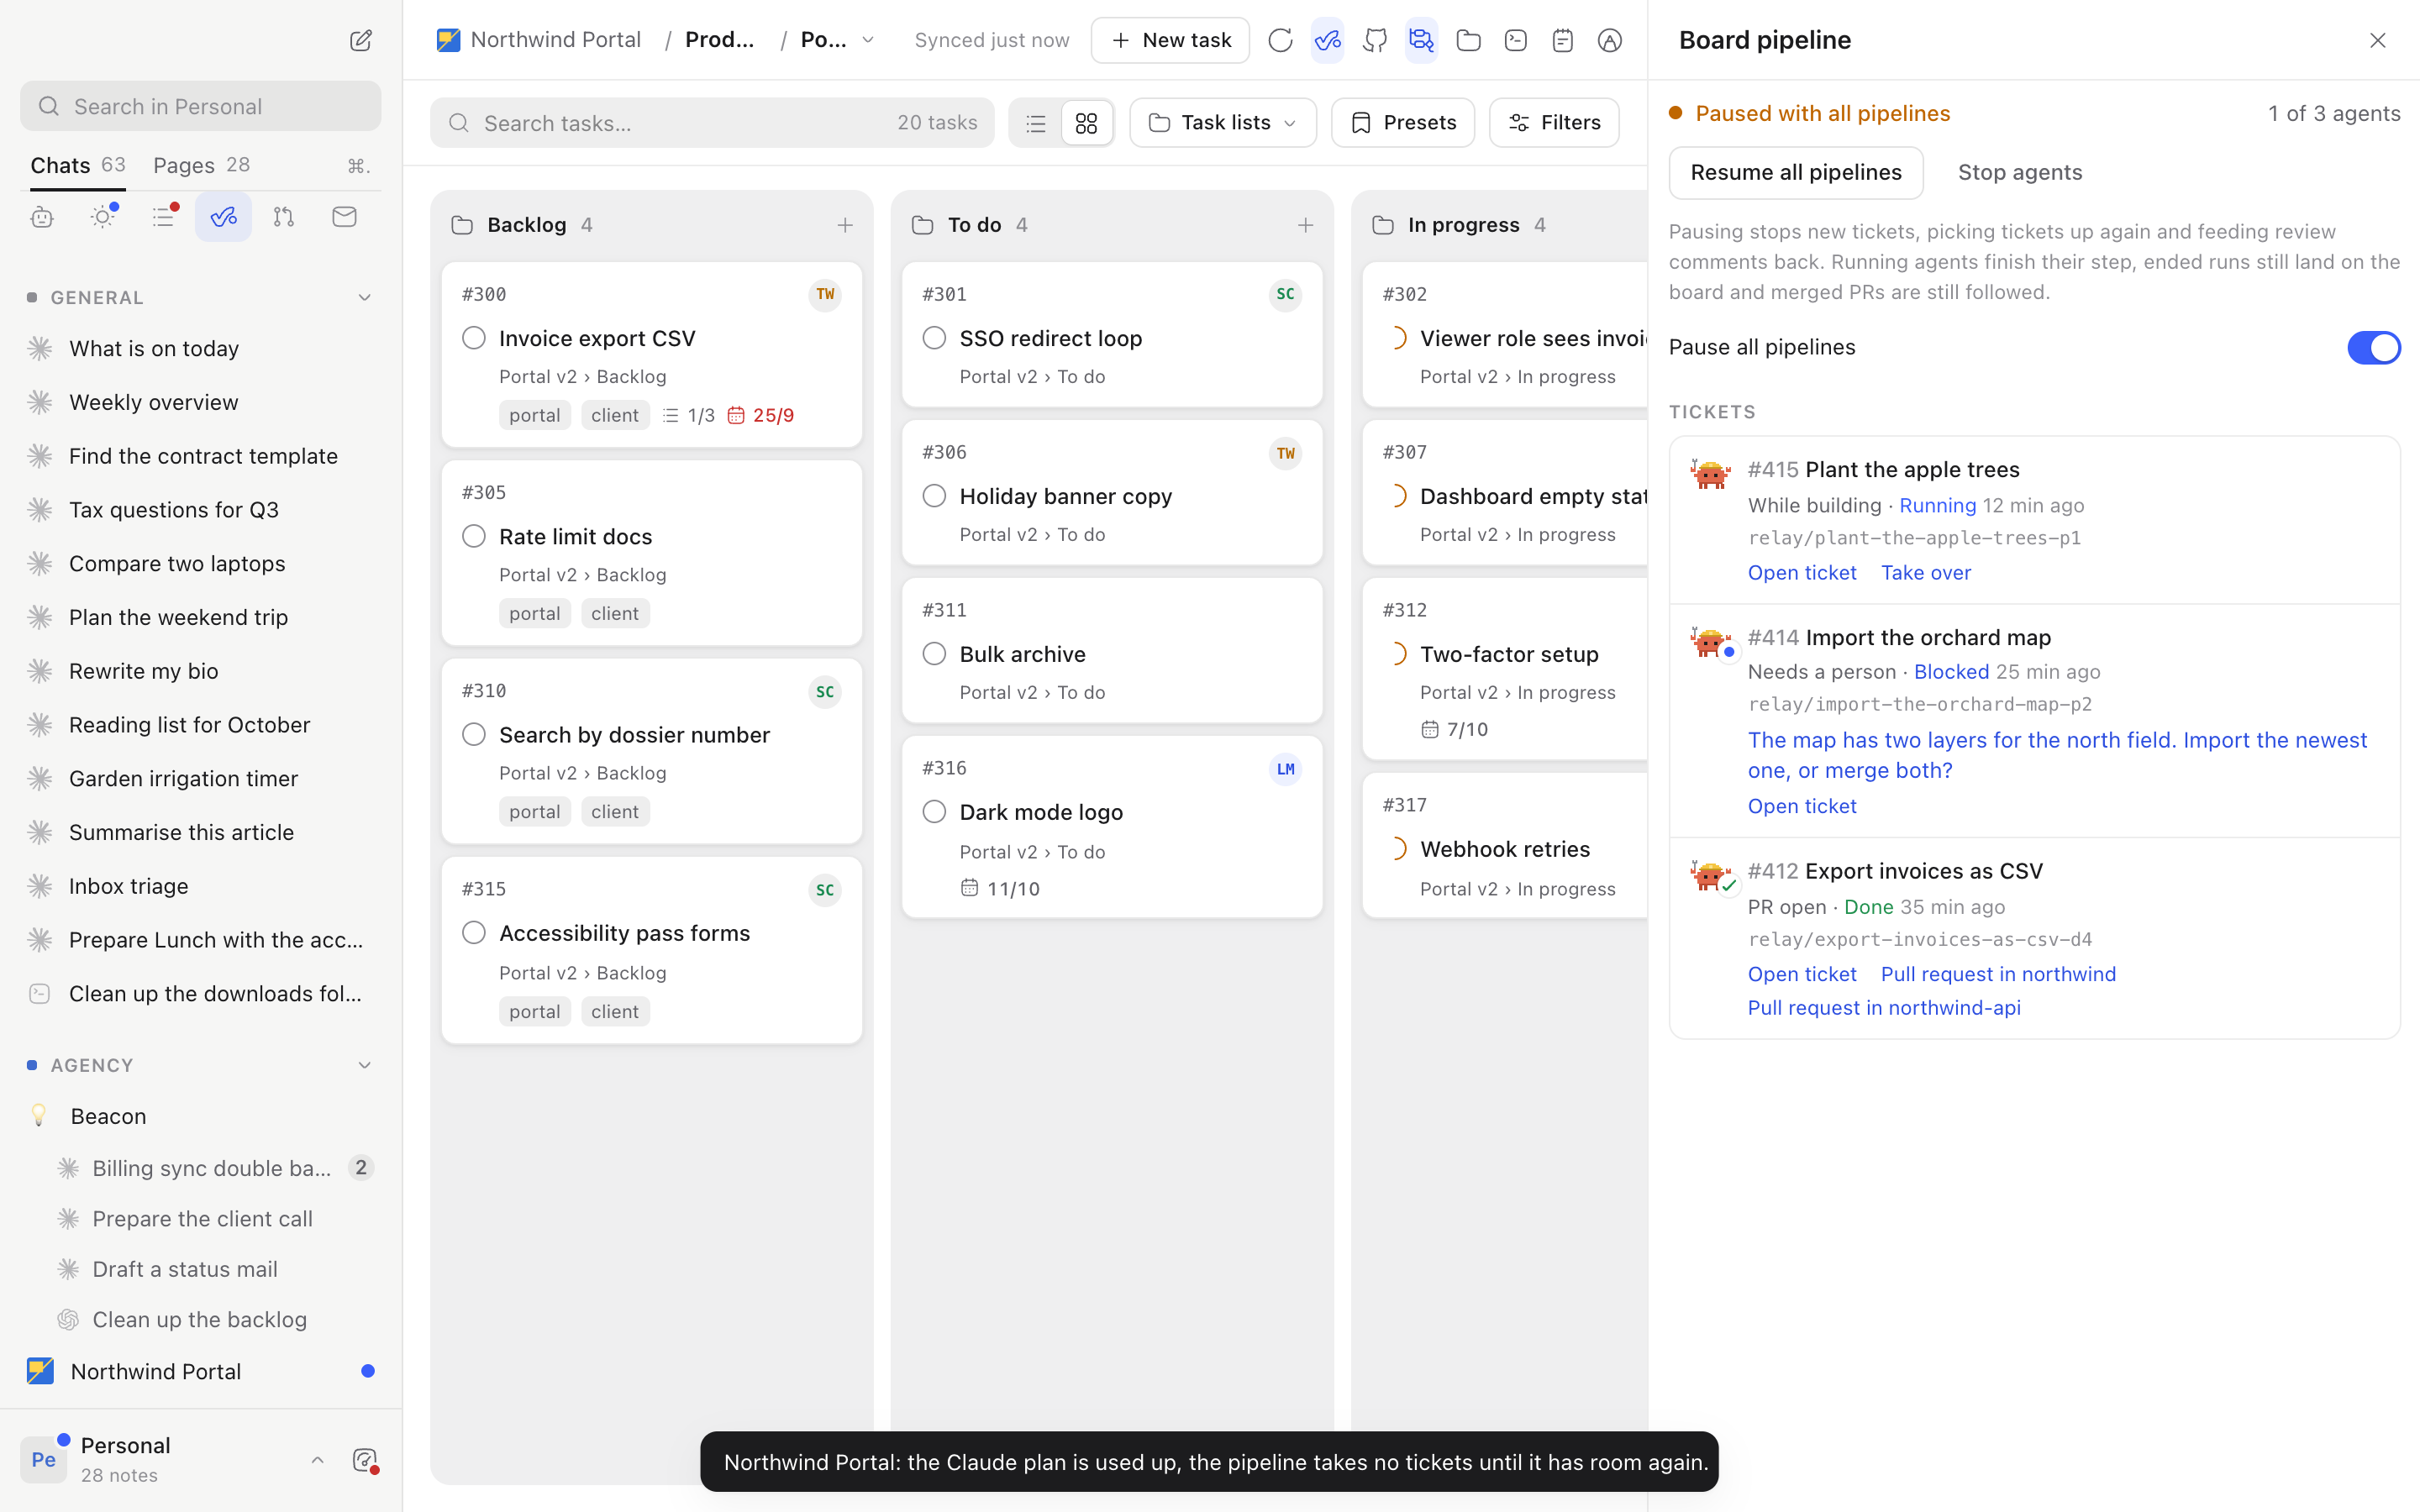 Search in Personal
Chats 63 Pages 28 ⌘.
GENERAL
What is on today
Weekly overview
Find the contract template
Tax questions for Q3
Compare two laptops
Plan the weekend trip
Rewrite my bio
Reading list for October
Garden irrigation timer
Summarise this article
Inbox triage
Prepare Lunch with the acc...
Clean up the downloads fol...
AGENCY
Beacon
Billing sync double ba... 2
Prepare the client call
Draft a status mail
Clean up the backlog
Northwind Portal
Pe Personal
28 notes
Northwind Portal / Prod... / Po... Synced just now + New task
Search tasks... 20 tasks Task lists Presets Filters
Backlog 4
#300 TW
Invoice export CSV
Portal v2 › Backlog
portal client 1/3 25/9
#305
Rate limit docs
Portal v2 › Backlog
portal client
#310 SC
Search by dossier number
Portal v2 › Backlog
portal client
#315 SC
Accessibility pass forms
Portal v2 › Backlog
portal client
To do 4
#301 SC
SSO redirect loop
Portal v2 › To do
#306 TW
Holiday banner copy
Portal v2 › To do
#311
Bulk archive
Portal v2 › To do
#316 LM
Dark mode logo
Portal v2 › To do
11/10
In progress 4
#302
Viewer role sees invoi
Portal v2 › In progress
#307
Dashboard empty stat
Portal v2 › In progress
#312
Two-factor setup
Portal v2 › In progress
7/10
#317
Webhook retries
Portal v2 › In progress
Board pipeline
Paused with all pipelines 1 of 3 agents
Resume all pipelines Stop agents
Pausing stops new tickets, picking tickets up again and feeding review
comments back. Running agents finish their step, ended runs still land on the
board and merged PRs are still followed.
Pause all pipelines
TICKETS
#415 Plant the apple trees
While building · Running 12 min ago
relay/plant-the-apple-trees-p1
Open ticket Take over
#414 Import the orchard map
Needs a person · Blocked 25 min ago
relay/import-the-orchard-map-p2
The map has two layers for the north field. Import the newest
one, or merge both?
Open ticket
#412 Export invoices as CSV
PR open · Done 35 min ago
relay/export-invoices-as-csv-d4
Open ticket Pull request in northwind
Pull request in northwind-api
Northwind Portal: the Claude plan is used up, the pipeline takes no tickets until it has room again.